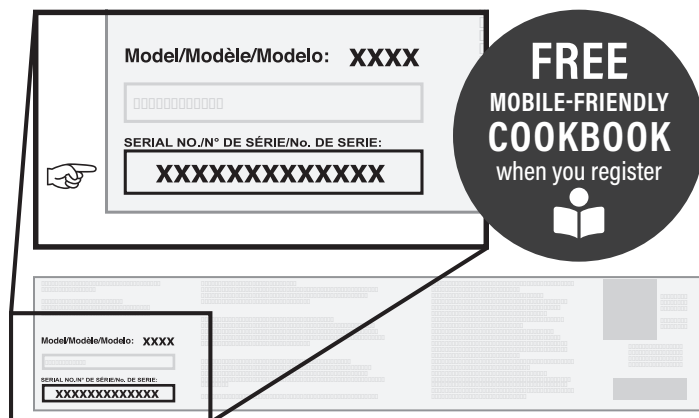 Model/Modèle/Modelo: XXXX
SERIAL NO./N° DE SÉRIE/No. DE SERIE:
XXXXXXXXXXXXX
FREE
MOBILE-FRIENDLY
COOKBOOK
when you register
Model/Modèle/Modelo: XXXX
SERIAL NO./N° DE SÉRIE/No. DE SERIE:
XXXXXXXXXXXXX